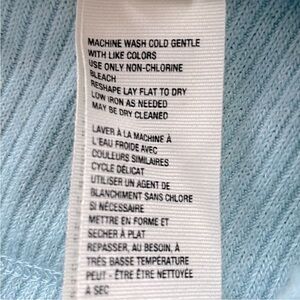 MACHINE WASH COLD GENTLE
WITH LIKE COLORS
USE ONLY NON-CHLORINE
BLEACH
RESHAPE LAY FLAT TO DRY
LOW IRON AS NEEDED
MAY BE DRY CLEANED
LAVER À LA MACHINE À
L'EAU FROIDE AVEC
COULEURS SIMILAIRES
CYCLE DÉLICAT
UTILISER UN AGENT DE
BLANCHIMENT SANS CHLORE
SI NÉCESSAIRE
METTRE EN FORME ET
SECHER À PLAT
REPASSER, AU BESOIN, À
TRÈS BASSE TEMPÉRATURE
PEUT - ÊTRE ÊTRE NETTOYÉE
A SEC